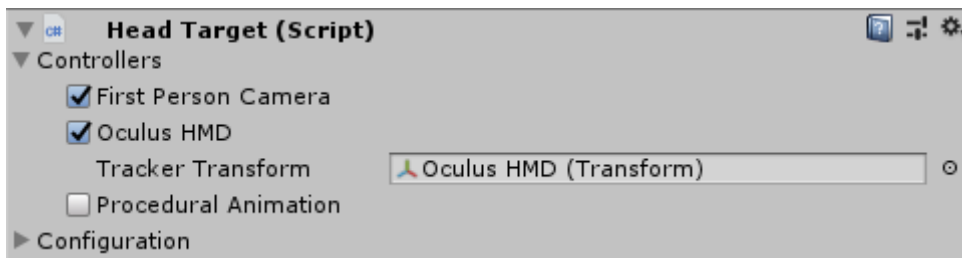 c# Head Target (Script)
Controllers
First Person Camera
Oculus HMD
Tracker Transform Oculus HMD (Transform)
Procedural Animation
Configuration